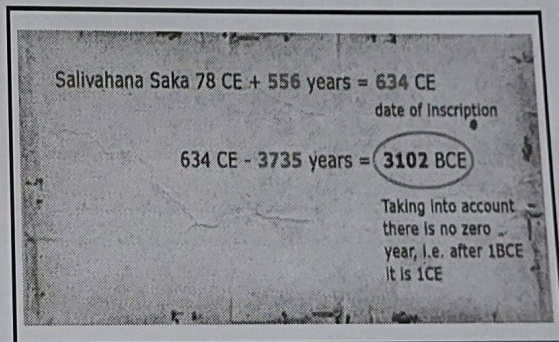 Salivahana Saka 78 CE + 556 years = 634 CE
date of Inscription
634 CE - 3735 years = 3102 BCE
Taking Into account
there is no zero
year, i.e. after 1BCE
it is 1CE